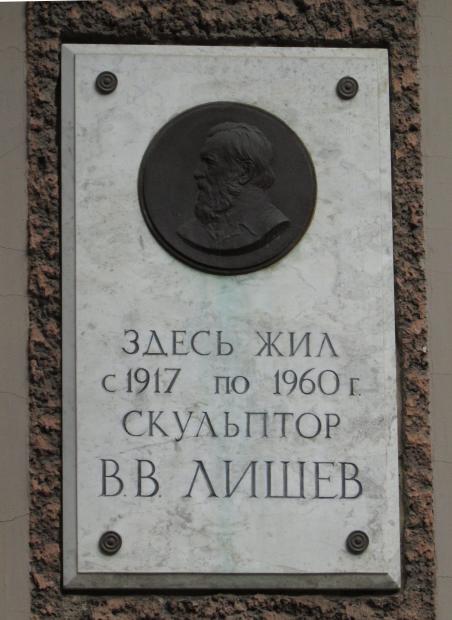 ЗДЕСЬ ЖИЛ
С 1917 ПО 1960 Г.
СКУЛЬПТОР
В.В. ЛИШЕВ